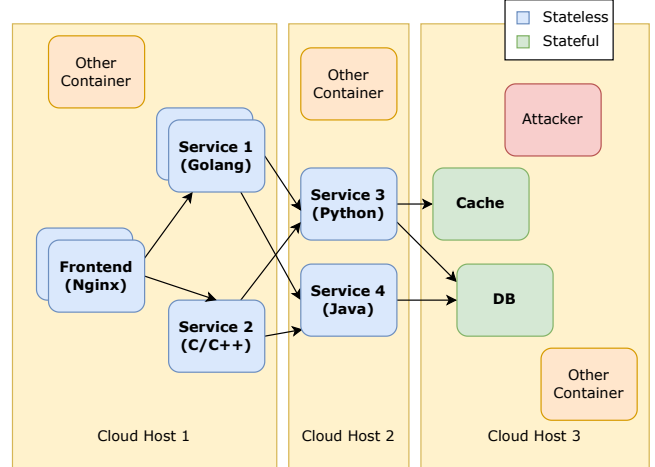 Stateless
Stateful
Other
Container
Other
Container
Attacker
Service 1
(Golang)
Service 3
(Python)
Cache
Frontend
(Nginx)
Service 2
(C/C++)
Service 4
(Java)
DB
Other
Container
Cloud Host 1
Cloud Host 2
Cloud Host 3